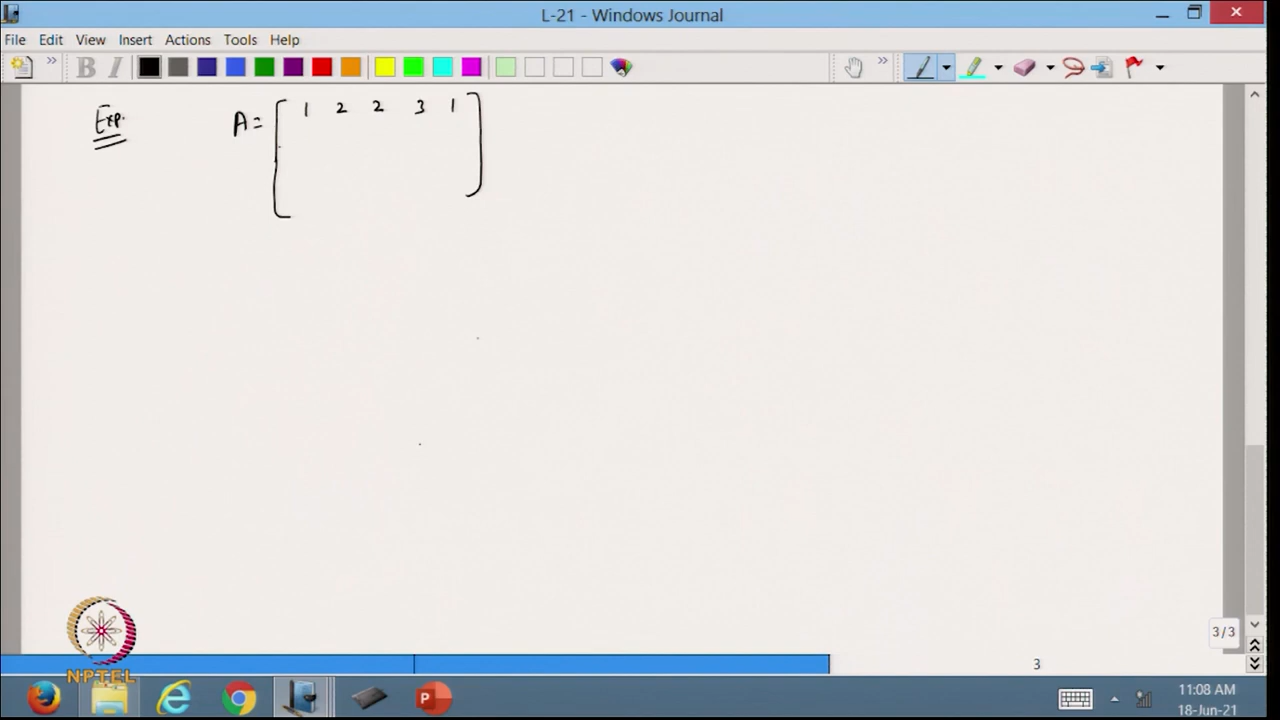 L-21 - Windows Journal
File Edit View Insert Actions Tools Help
B I
Exp. A = [ 1 2 2 3 1 ]
3/3
3
NPTEL
11:08 AM
18-Jun-21